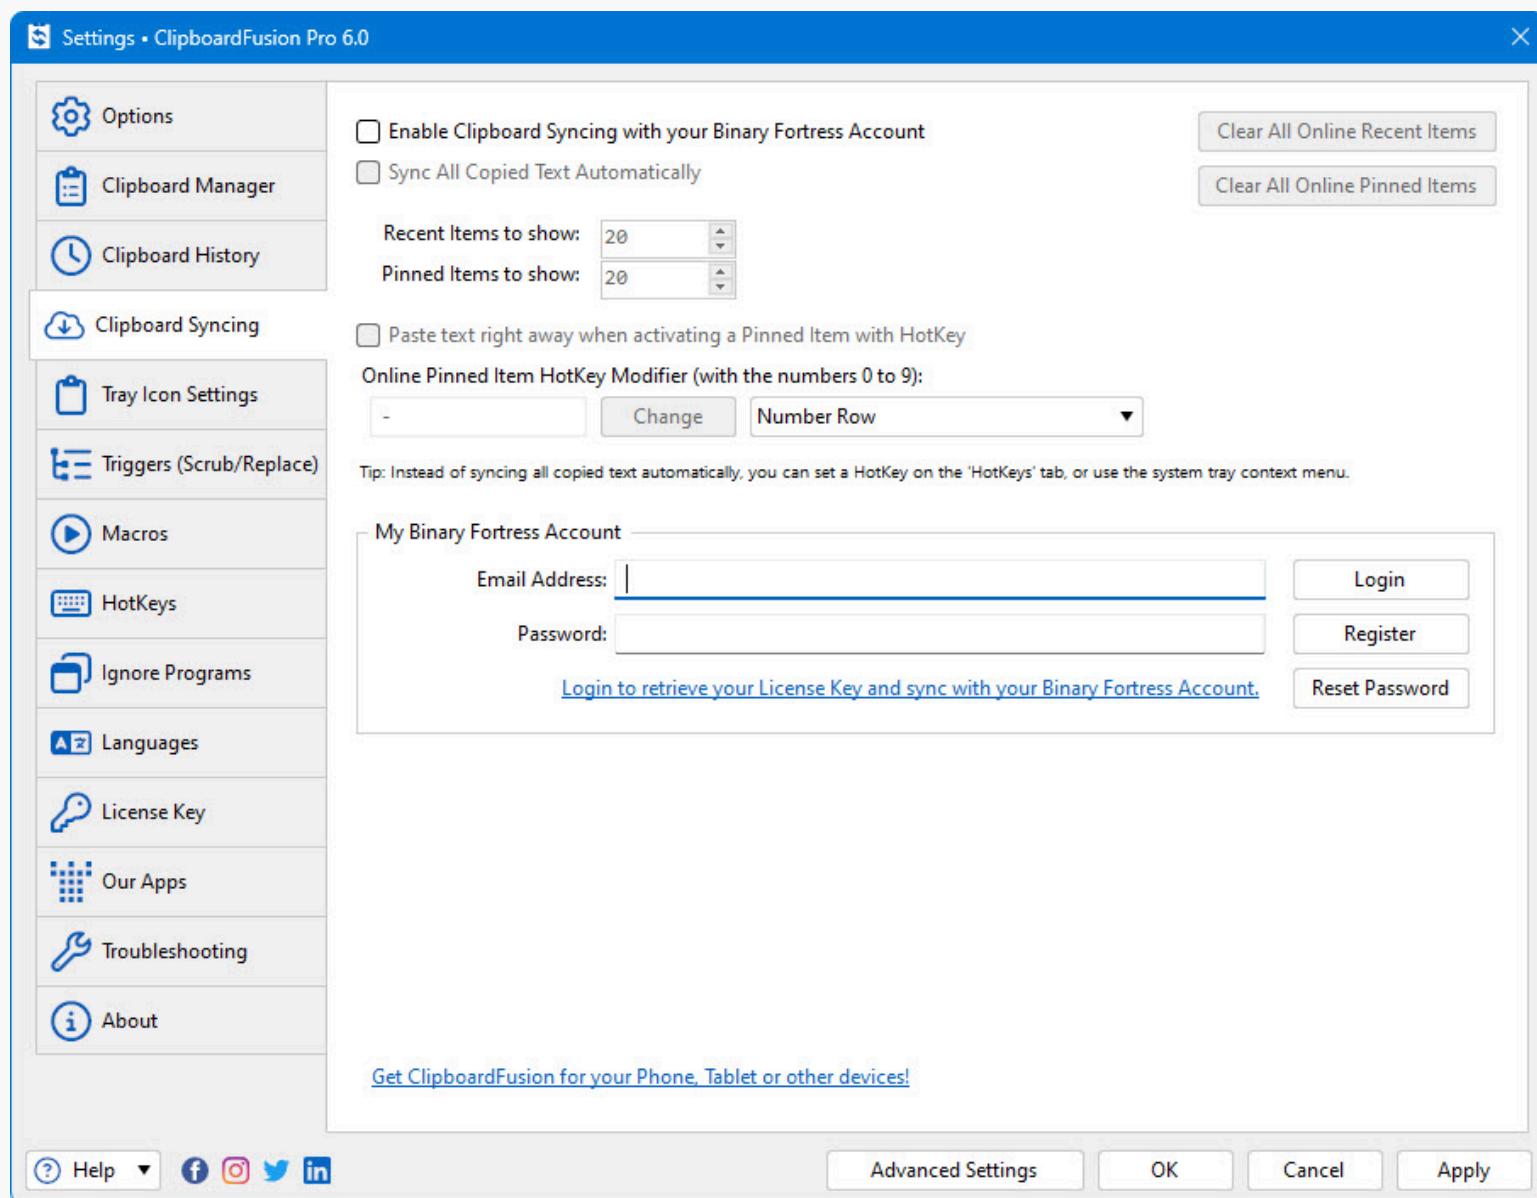 Settings • ClipboardFusion Pro 6.0
Options
Clipboard Manager
Clipboard History
Clipboard Syncing
Tray Icon Settings
Triggers (Scrub/Replace)
Macros
HotKeys
Ignore Programs
Languages
License Key
Our Apps
Troubleshooting
About
Enable Clipboard Syncing with your Binary Fortress Account
Clear All Online Recent Items
Sync All Copied Text Automatically
Clear All Online Pinned Items
Recent Items to show: 20
Pinned Items to show: 20
Paste text right away when activating a Pinned Item with HotKey
Online Pinned Item HotKey Modifier (with the numbers 0 to 9):
- Change Number Row
Tip: Instead of syncing all copied text automatically, you can set a HotKey on the 'HotKeys' tab, or use the system tray context menu.
My Binary Fortress Account
Email Address: Login
Password: Register
Login to retrieve your License Key and sync with your Binary Fortress Account. Reset Password
Get ClipboardFusion for your Phone, Tablet or other devices!
Help Advanced Settings OK Cancel Apply